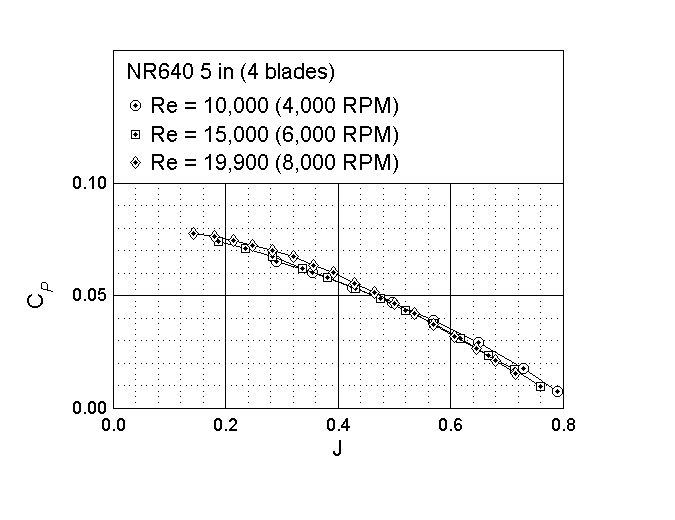 NR640 5 in (4 blades)
Re = 10,000 (4,000 RPM)
Re = 15,000 (6,000 RPM)
Re = 19,900 (8,000 RPM)
0.10
0.05
0.00
C_P
0.0 0.2 0.4 0.6 0.8
J